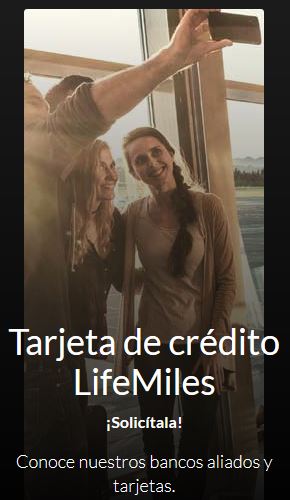 Tarjeta de crédito
LifeMiles
¡Solicítala!
Conoce nuestros bancos aliados y
tarjetas.